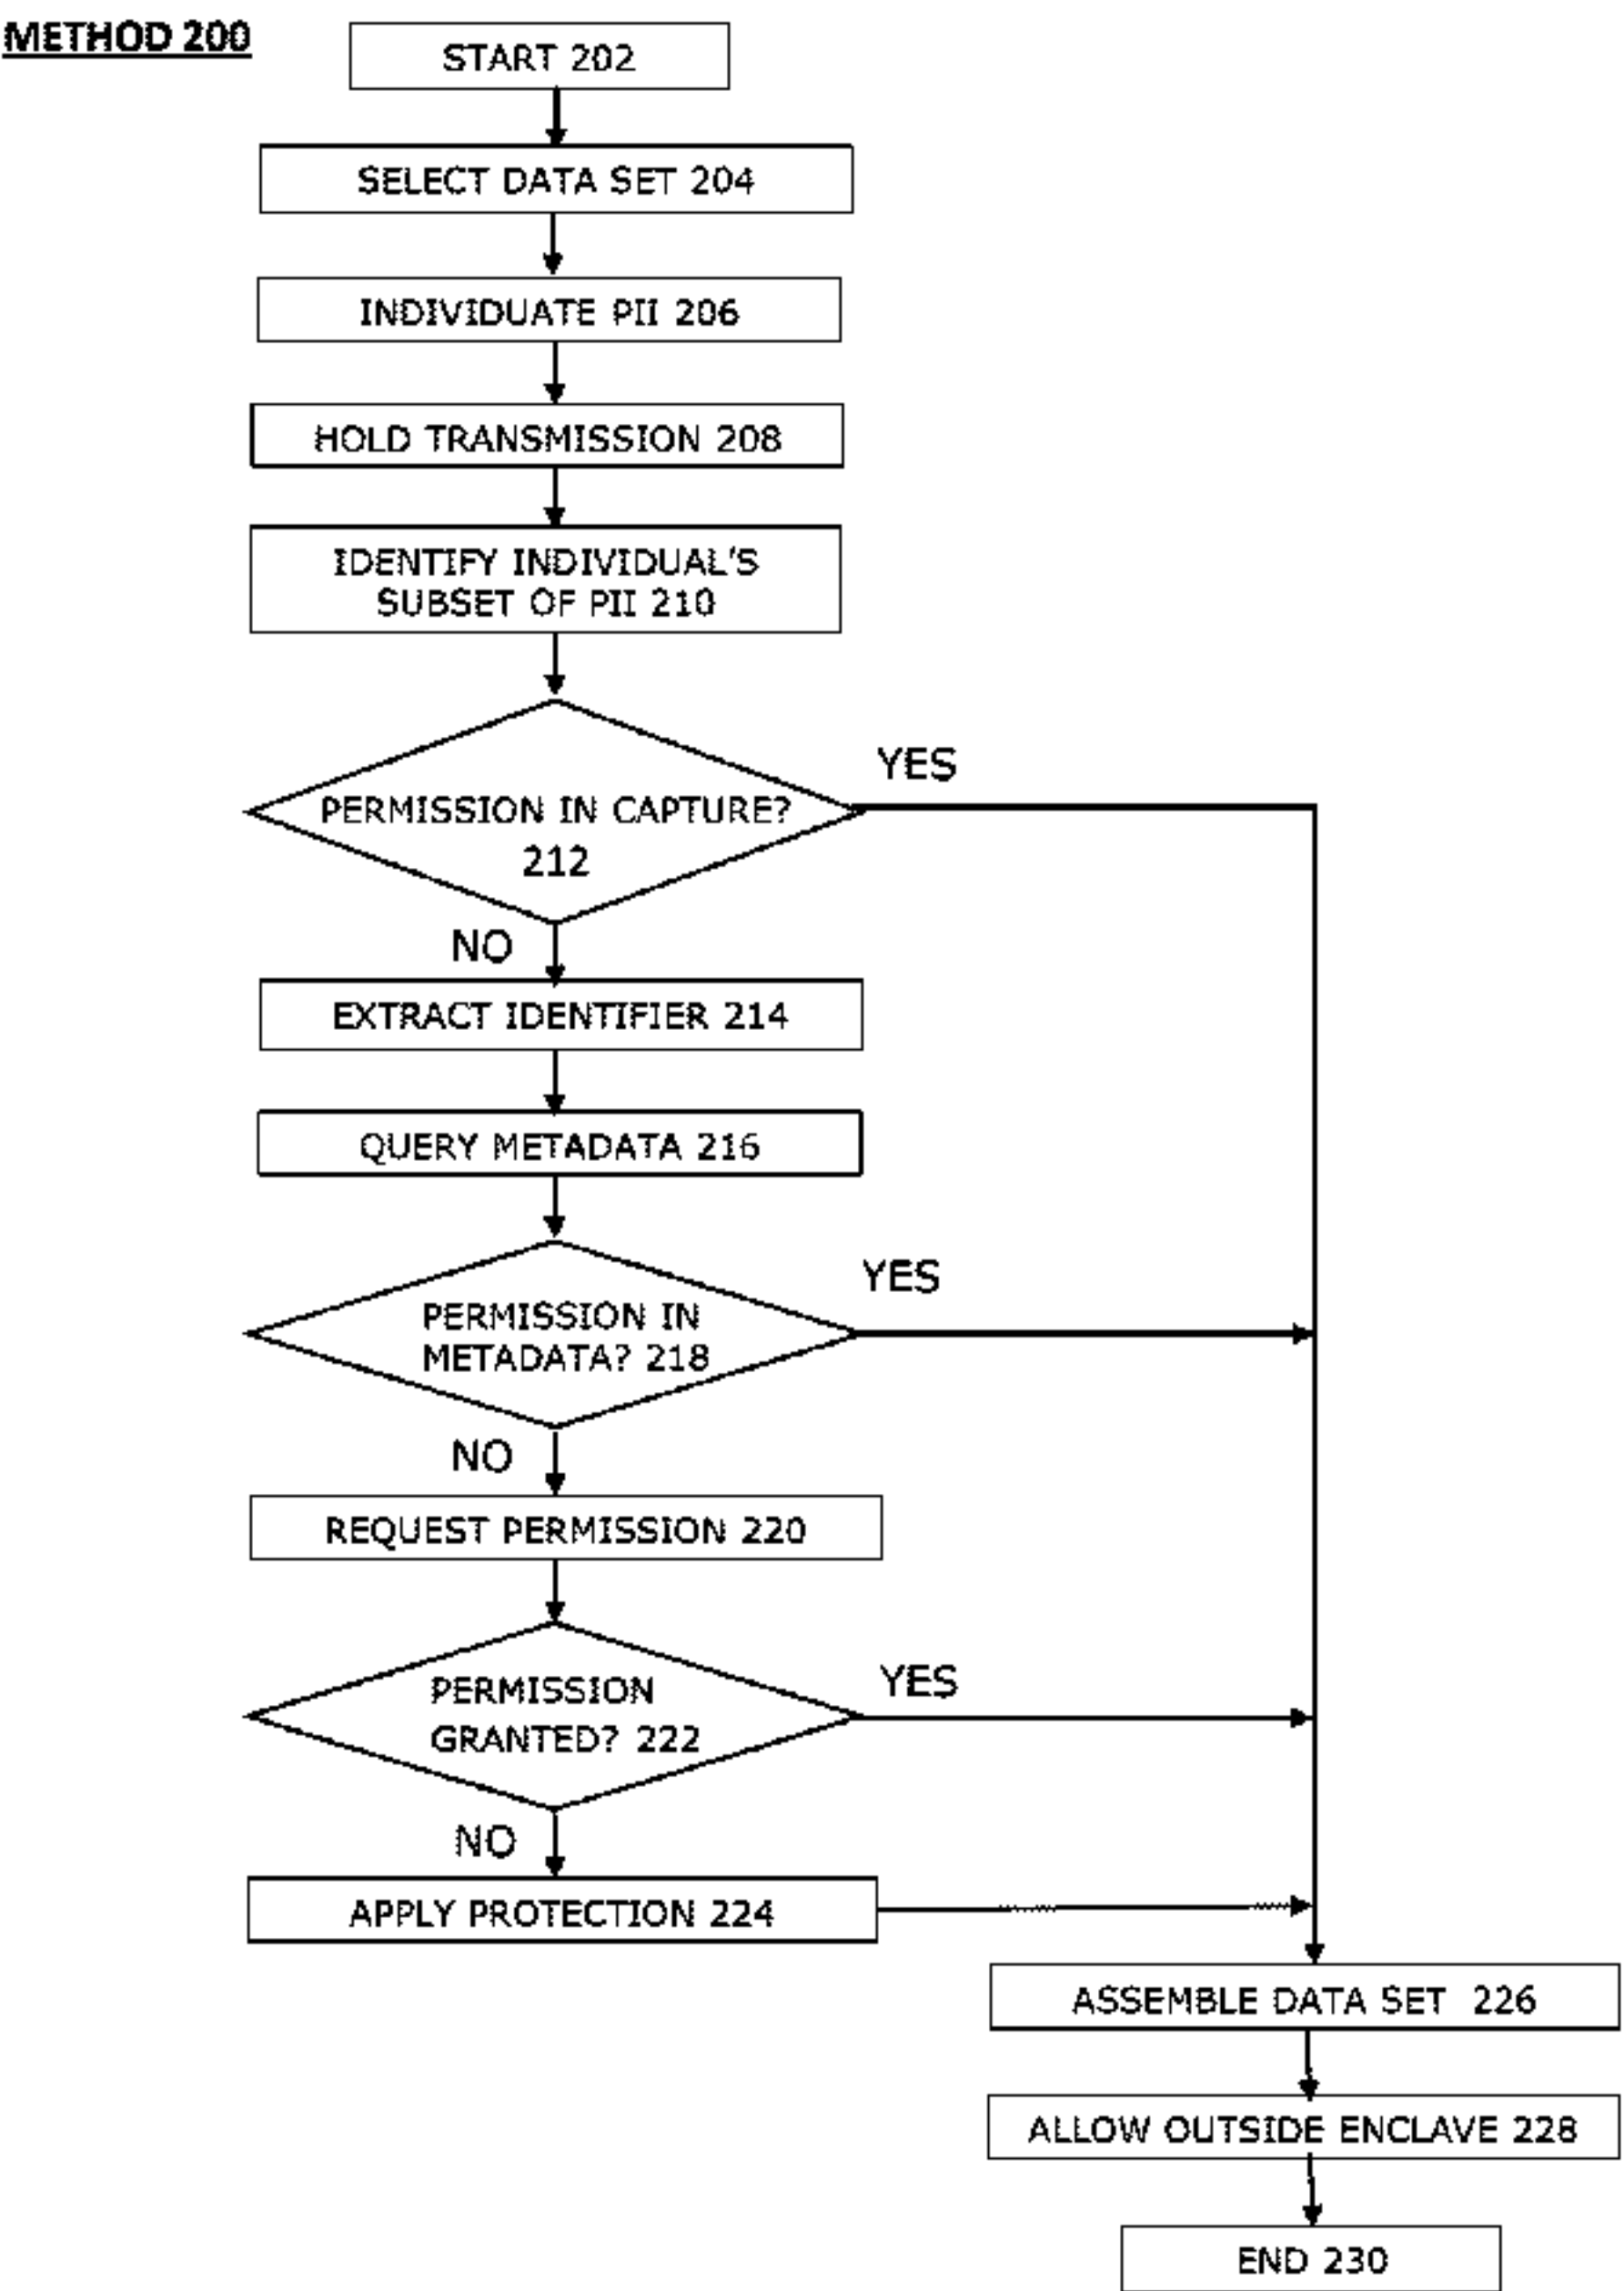 METHOD 200
START 202
SELECT DATA SET 204
INDIVIDUATE PII 206
HOLD TRANSMISSION 208
IDENTIFY INDIVIDUAL'S
SUBSET OF PII 210
YES
PERMISSION IN CAPTURE?
212
NO
EXTRACT IDENTIFIER 214
QUERY METADATA 216
YES
PERMISSION IN
METADATA? 218
NO
REQUEST PERMISSION 220
YES
PERMISSION
GRANTED? 222
NO
APPLY PROTECTION 224
ASSEMBLE DATA SET 226
ALLOW OUTSIDE ENCLAVE 228
END 230